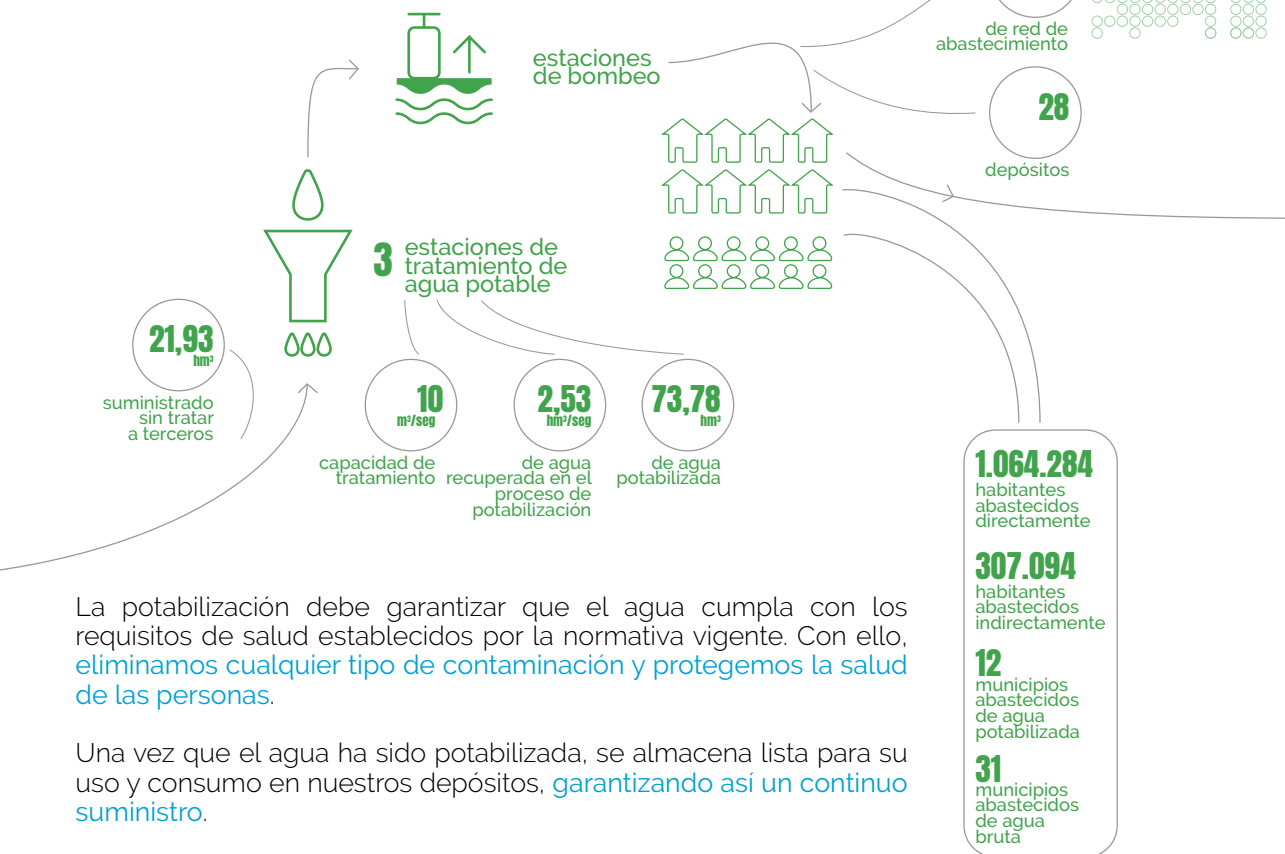 de red de
abastecimiento
estaciones
de bombeo
28
depósitos
3
estaciones de
tratamiento de
agua potable
21,93
hm³
suministrado
sin tratar
a terceros
10
m³/seg
capacidad de
tratamiento
2,53
hm³/seg
de agua
recuperada en el
proceso de
potabilización
73,78
hm³
de agua
potabilizada
1.064.284
habitantes
abastecidos
directamente
307.094
habitantes
abastecidos
indirectamente
12
municipios
abastecidos
de agua
potabilizada
31
municipios
abastecidos
de agua
bruta
La potabilización debe garantizar que el agua cumpla con los
requisitos de salud establecidos por la normativa vigente. Con ello,
eliminamos cualquier tipo de contaminación y protegemos la salud
de las personas.
Una vez que el agua ha sido potabilizada, se almacena lista para su
uso y consumo en nuestros depósitos, garantizando así un continuo
suministro.